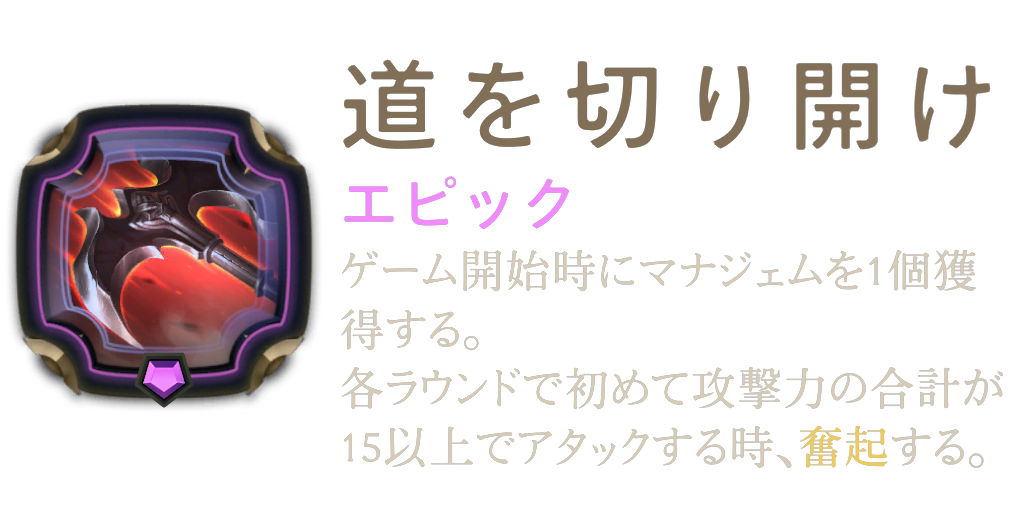 道を切り開け
エピック
ゲーム開始時にマナジェムを1個獲
得する。
各ラウンドで初めて攻撃力の合計が
15以上でアタックする時、奮起する。